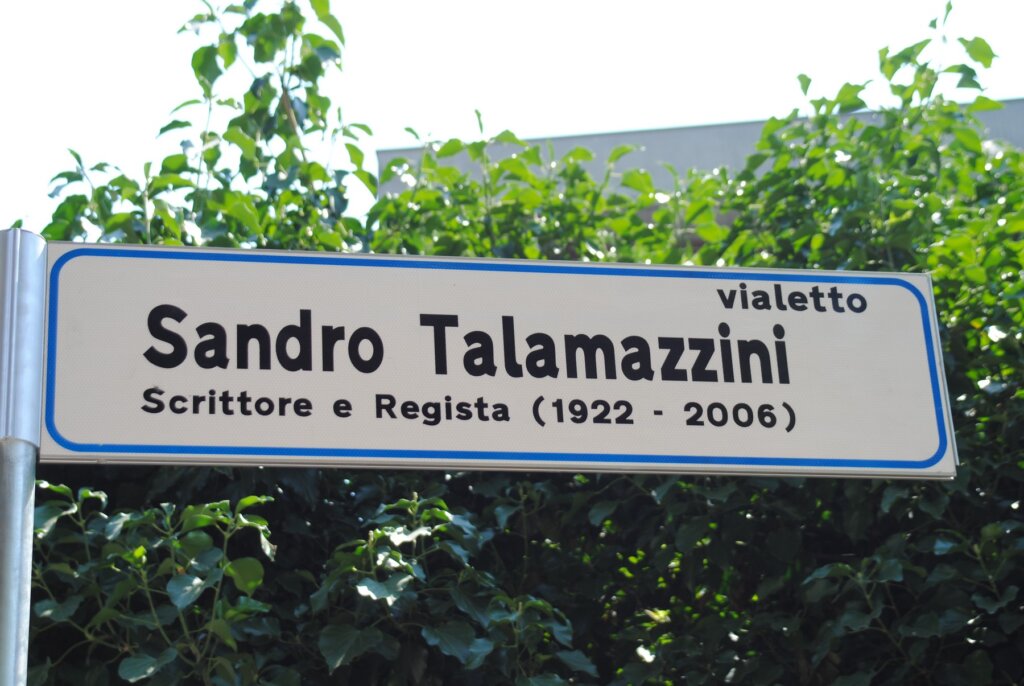 vialetto
Sandro Talamazzini
Scrittore e Regista (1922 - 2006)